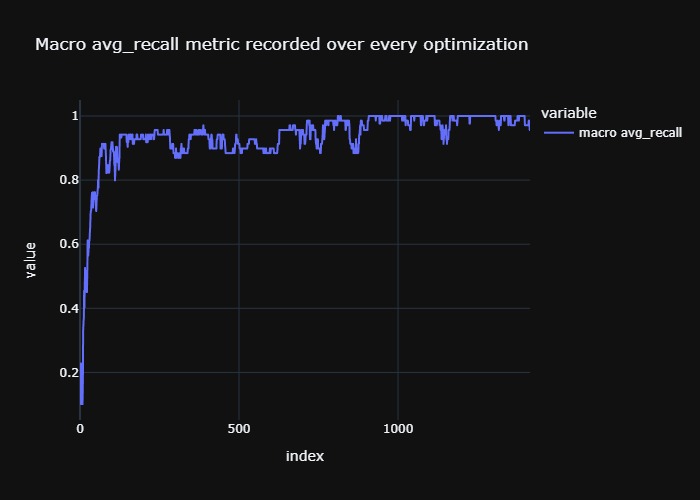 Macro avg_recall metric recorded over every optimization
variable
macro avg_recall
value
1
0.8
0.6
0.4
0.2
0
500
1000
index